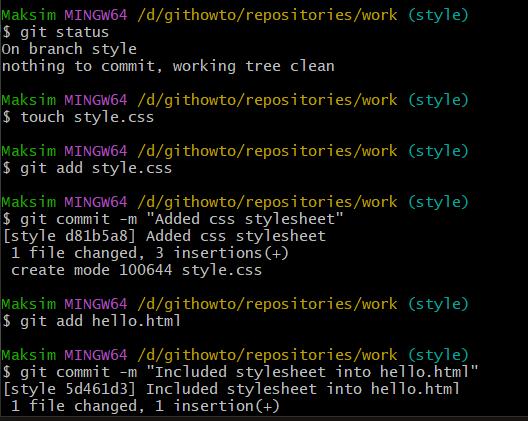 Maksim MINGW64 /d/githowto/repositories/work (style)
$ git status
On branch style
nothing to commit, working tree clean
Maksim MINGW64 /d/githowto/repositories/work (style)
$ touch style.css
Maksim MINGW64 /d/githowto/repositories/work (style)
$ git add style.css
Maksim MINGW64 /d/githowto/repositories/work (style)
$ git commit -m "Added css stylesheet"
[style d81b5a8] Added css stylesheet
 1 file changed, 3 insertions(+)
 create mode 100644 style.css
Maksim MINGW64 /d/githowto/repositories/work (style)
$ git add hello.html
Maksim MINGW64 /d/githowto/repositories/work (style)
$ git commit -m "Included stylesheet into hello.html"
[style 5d461d3] Included stylesheet into hello.html
 1 file changed, 1 insertion(+)